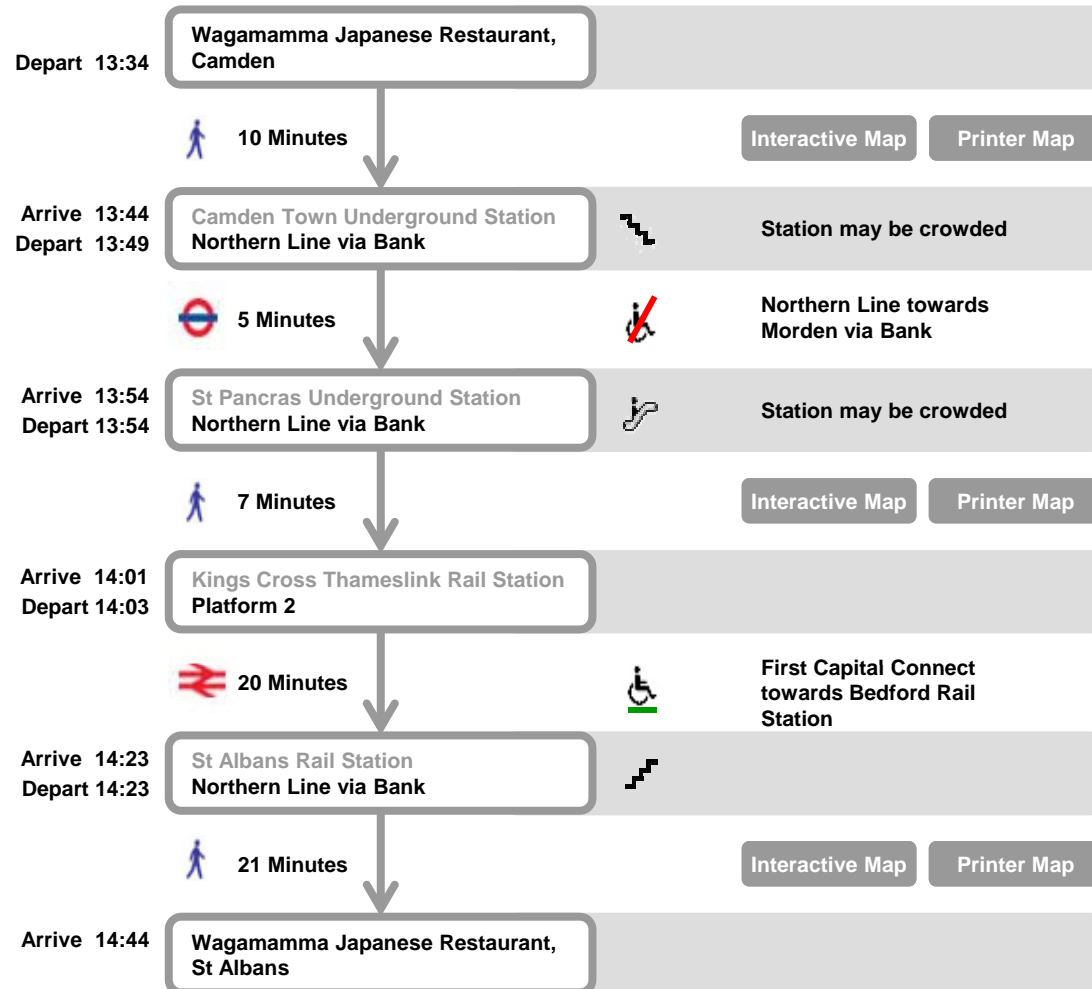 Wagamamma Japanese Restaurant,
Depart 13:34
Camden
10 Minutes
Interactive Map
Printer Map
Arrive 13:44
Depart 13:49
Camden Town Underground Station
Northern Line via Bank
Station may be crowded
5 Minutes
Northern Line towards
Morden via Bank
Arrive 13:54
Depart 13:54
St Pancras Underground Station
Northern Line via Bank
Station may be crowded
7 Minutes
Interactive Map
Printer Map
Arrive 14:01
Depart 14:03
Kings Cross Thameslink Rail Station
Platform 2
20 Minutes
First Capital Connect
towards Bedford Rail
Station
Arrive 14:23
Depart 14:23
St Albans Rail Station
Northern Line via Bank
21 Minutes
Interactive Map
Printer Map
Arrive 14:44
Wagamamma Japanese Restaurant,
St Albans